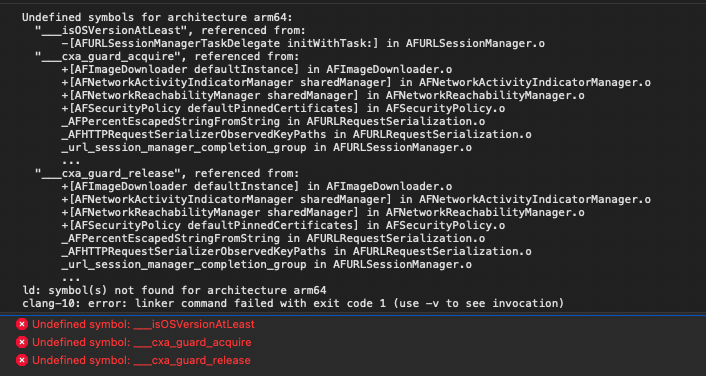 Undefined symbols for architecture arm64:
"___isOSVersionAtLeast", referenced from:
-[AFURLSessionManagerTaskDelegate initWithTask:] in AFURLSessionManager.o
"___cxa_guard_acquire", referenced from:
+[AFImageDownloader defaultInstance] in AFImageDownloader.o
+[AFNetworkActivityIndicatorManager sharedManager] in AFNetworkActivityIndicatorManager.o
+[AFNetworkReachabilityManager sharedManager] in AFNetworkReachabilityManager.o
+[AFSecurityPolicy defaultPinnedCertificates] in AFSecurityPolicy.o
_AFPercentEscapedStringFromString in AFURLRequestSerialization.o
_AFHTTPRequestSerializerObservedKeyPaths in AFURLRequestSerialization.o
_url_session_manager_completion_group in AFURLSessionManager.o
...
"___cxa_guard_release", referenced from:
+[AFImageDownloader defaultInstance] in AFImageDownloader.o
+[AFNetworkActivityIndicatorManager sharedManager] in AFNetworkActivityIndicatorManager.o
+[AFNetworkReachabilityManager sharedManager] in AFNetworkReachabilityManager.o
+[AFSecurityPolicy defaultPinnedCertificates] in AFSecurityPolicy.o
_AFPercentEscapedStringFromString in AFURLRequestSerialization.o
_AFHTTPRequestSerializerObservedKeyPaths in AFURLRequestSerialization.o
_url_session_manager_completion_group in AFURLSessionManager.o
...
ld: symbol(s) not found for architecture arm64
clang-10: error: linker command failed with exit code 1 (use -v to see invocation)
Undefined symbol: ___isOSVersionAtLeast
Undefined symbol: ___cxa_guard_acquire
Undefined symbol: ___cxa_guard_release